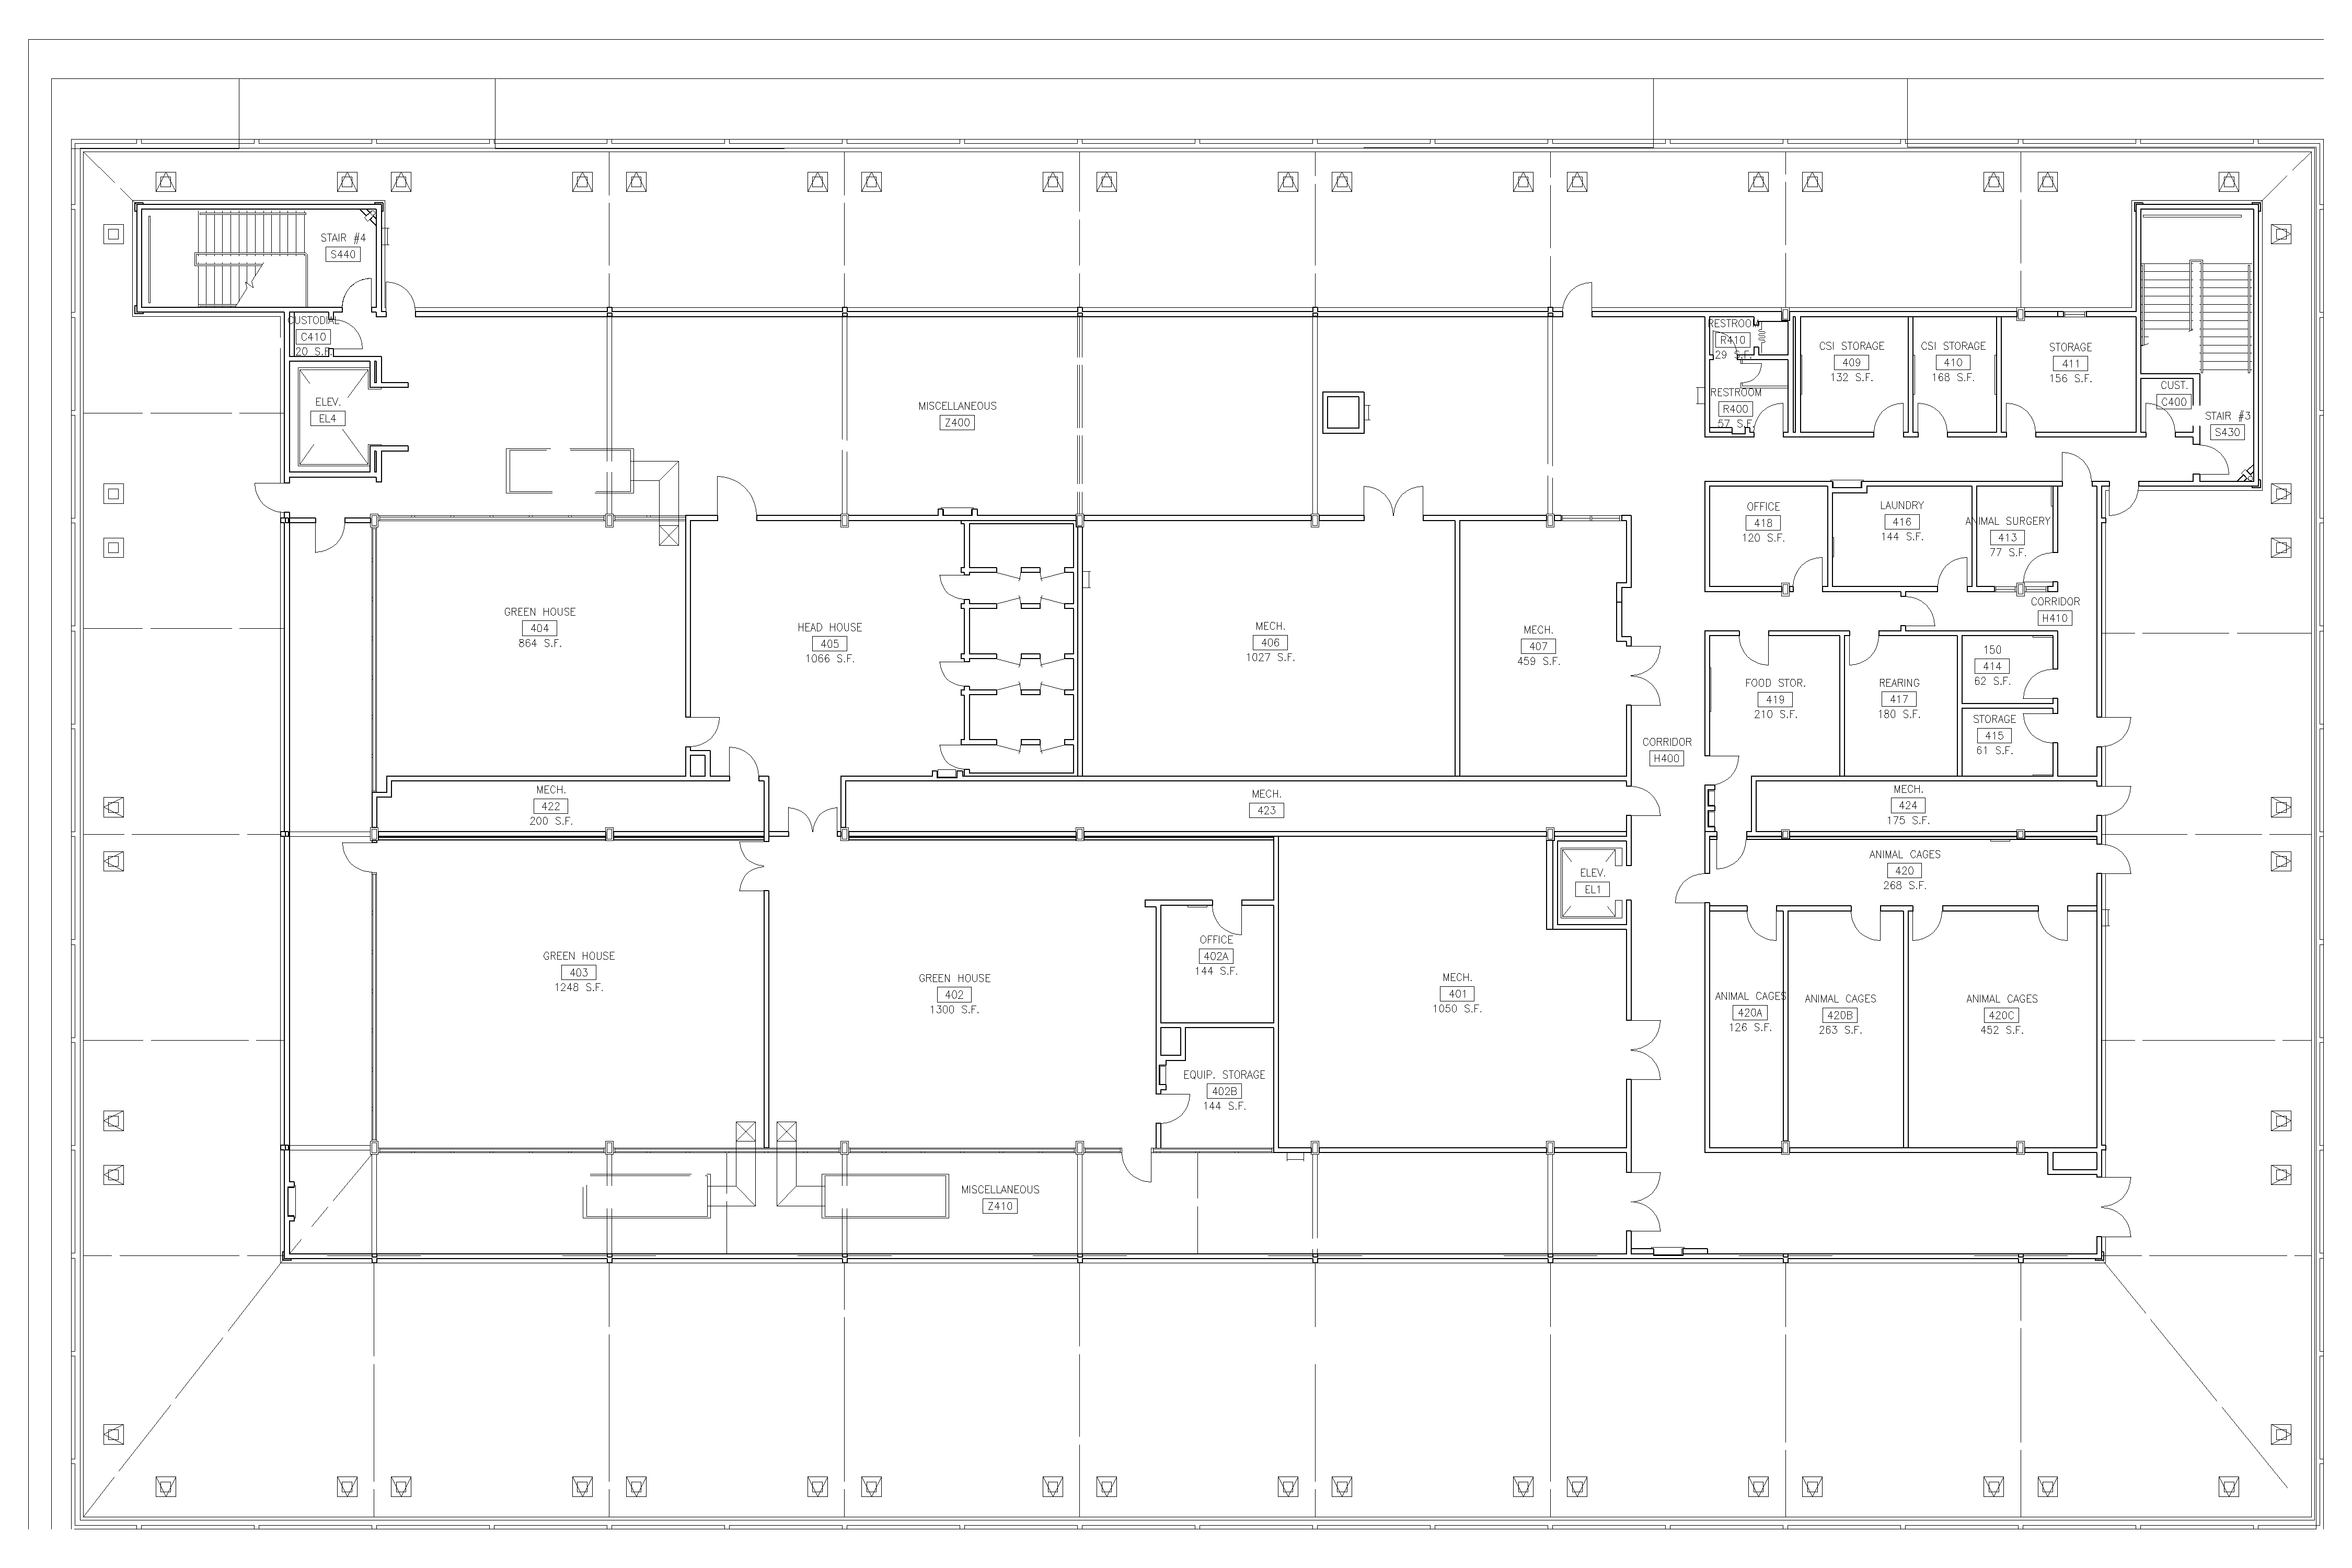 STAIR #4
S440
CUSTODIAL
C410
20 S.F.
ELEV.
EL4
MISCELLANEOUS
Z400
RESTROOM
R410
29 S.F.
RESTROOM
R400
57 S.F.
CSI STORAGE
409
132 S.F.
CSI STORAGE
410
168 S.F.
STORAGE
411
156 S.F.
CUST.
C400
STAIR #3
S430
OFFICE
418
120 S.F.
LAUNDRY
416
144 S.F.
ANIMAL SURGERY
413
77 S.F.
CORRIDOR
H410
GREEN HOUSE
404
864 S.F.
HEAD HOUSE
405
1066 S.F.
MECH.
406
1027 S.F.
MECH.
407
459 S.F.
150
414
62 S.F.
FOOD STOR.
419
210 S.F.
REARING
417
180 S.F.
STORAGE
415
61 S.F.
CORRIDOR
H400
MECH.
422
200 S.F.
MECH.
423
MECH.
424
175 S.F.
ELEV.
EL1
ANIMAL CAGES
420
268 S.F.
GREEN HOUSE
403
1248 S.F.
GREEN HOUSE
402
1300 S.F.
OFFICE
402A
144 S.F.
MECH.
401
1050 S.F.
ANIMAL CAGES
420A
126 S.F.
ANIMAL CAGES
420B
263 S.F.
ANIMAL CAGES
420C
452 S.F.
EQUIP. STORAGE
402B
144 S.F.
MISCELLANEOUS
Z410